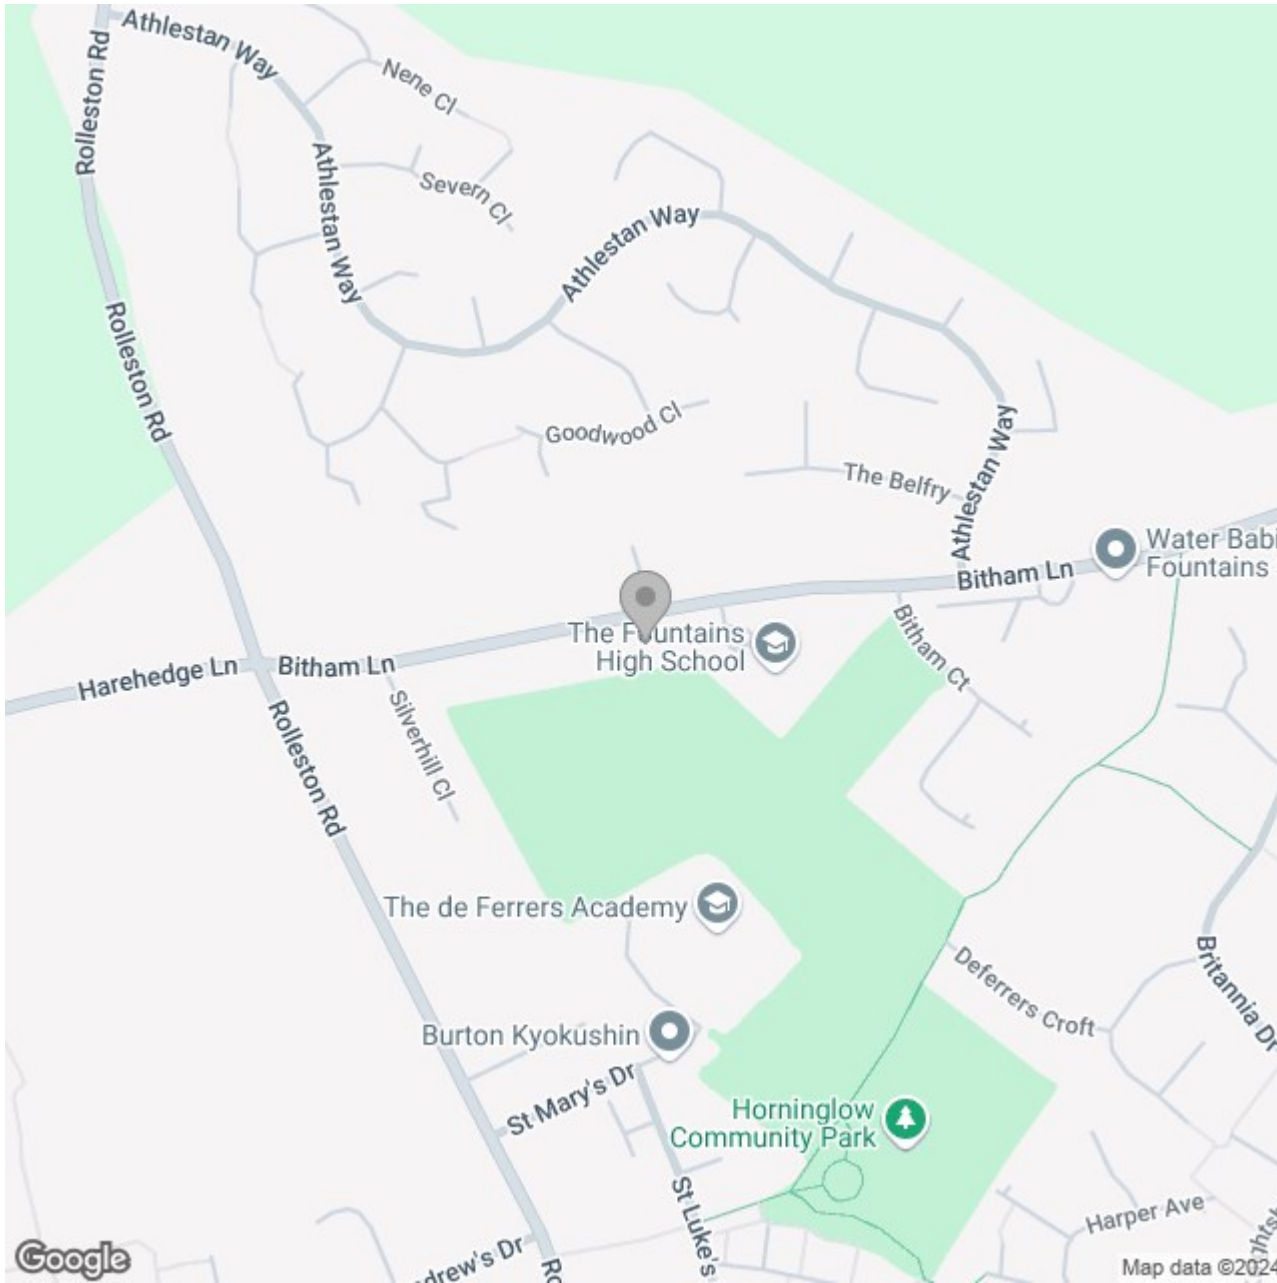 Athlestan Way
Rolleston Rd
Nene Cl
Athlestan Way
Severn Cl
Athlestan Way
Rolleston Rd
Goodwood Cl
The Belfry
Athlestan Way
Water Babi
Fountains
Bitham Ln
The Fountains
High School
Bitham Ct
Harehedge Ln
Bitham Ln
Silverhill Cl
Rolleston Rd
The de Ferrers Academy
Deferrers Croft
Britannia Dr
Burton Kyokushin
St Mary's Dr
Horninglow
Community Park
St Luke's
Harper Ave
drew's Dr
Ro
Google
Map data ©2024